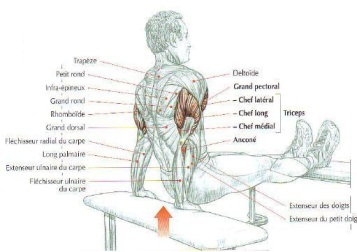 Trapèze
Petit rond
Infra-épineux
Grand rond
Rhomboïde
Grand dorsal
Fléchisseur radial du carpe
Long palmaire
Extenseur ulnaire du carpe
Fléchisseur ulnaire
du carpe
Deltoïde
Grand pectoral
– Chef latéral
– Chef long
– Chef médial
Triceps
Anconé
Extenseur des doigts
Extenseur du petit doig